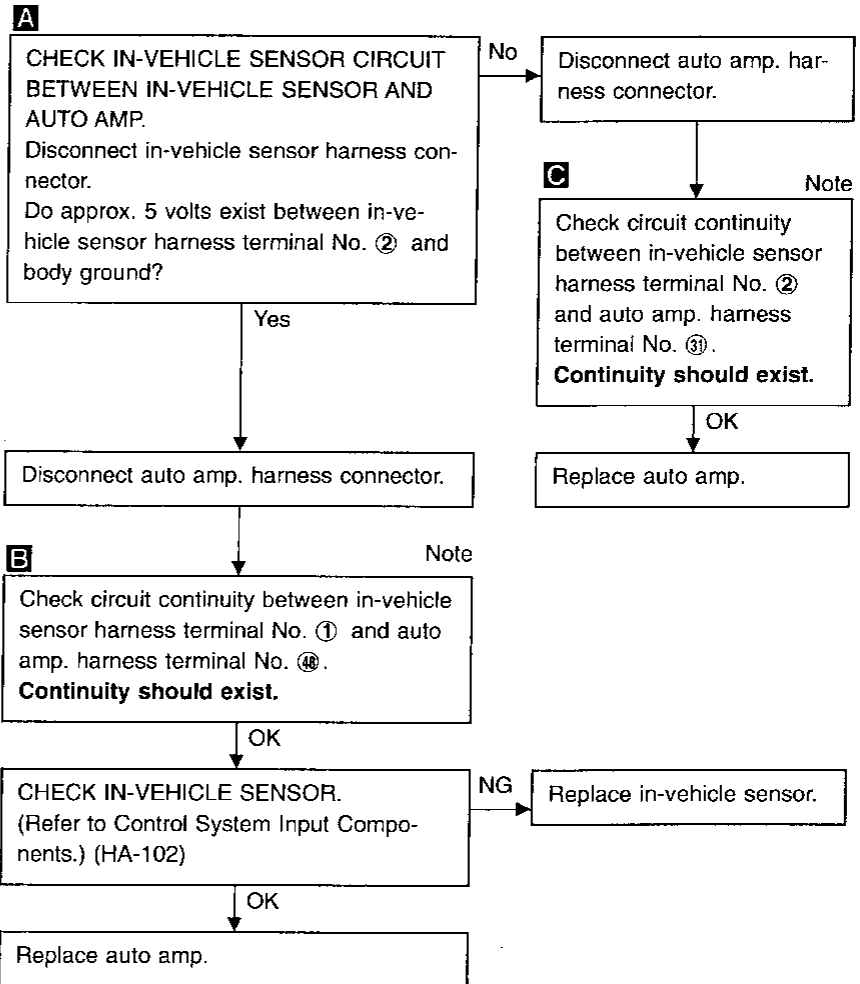 A
CHECK IN-VEHICLE SENSOR CIRCUIT
BETWEEN IN-VEHICLE SENSOR AND
AUTO AMP.
Disconnect in-vehicle sensor harness con-
nector.
Do approx. 5 volts exist between in-ve-
hicle sensor harness terminal No. ② and
body ground?
No
Disconnect auto amp. har-
ness connector.
C
Note
Check circuit continuity
between in-vehicle sensor
harness terminal No. ②
and auto amp. harness
terminal No. ㉛.
Continuity should exist.
OK
Replace auto amp.
Yes
Disconnect auto amp. harness connector.
B
Note
Check circuit continuity between in-vehicle
sensor harness terminal No. ① and auto
amp. harness terminal No. ㊽.
Continuity should exist.
OK
CHECK IN-VEHICLE SENSOR.
(Refer to Control System Input Compo-
nents.) (HA-102)
NG
Replace in-vehicle sensor.
OK
Replace auto amp.